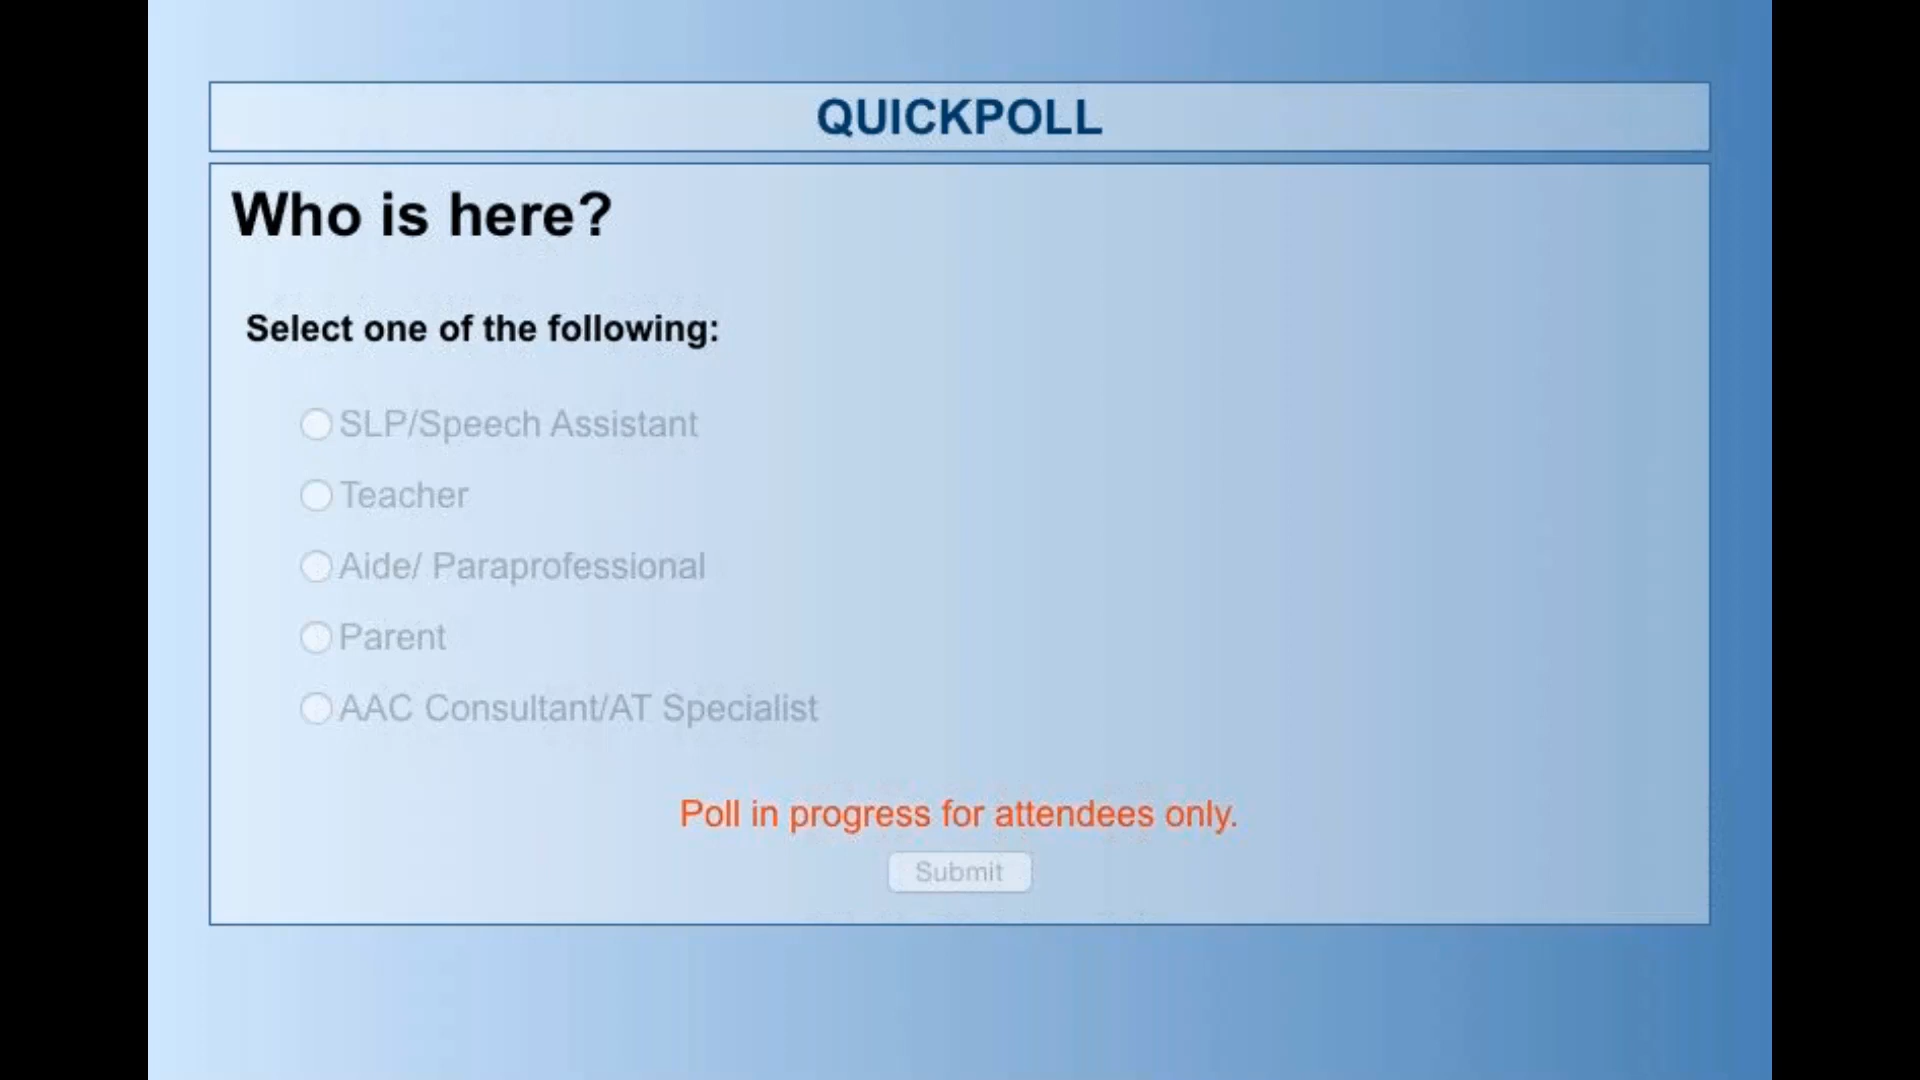 QUICKPOLL
Who is here?
Select one of the following:
SLP/Speech Assistant
Teacher
Aide/ Paraprofessional
Parent
AAC Consultant/AT Specialist
Poll in progress for attendees only.
Submit